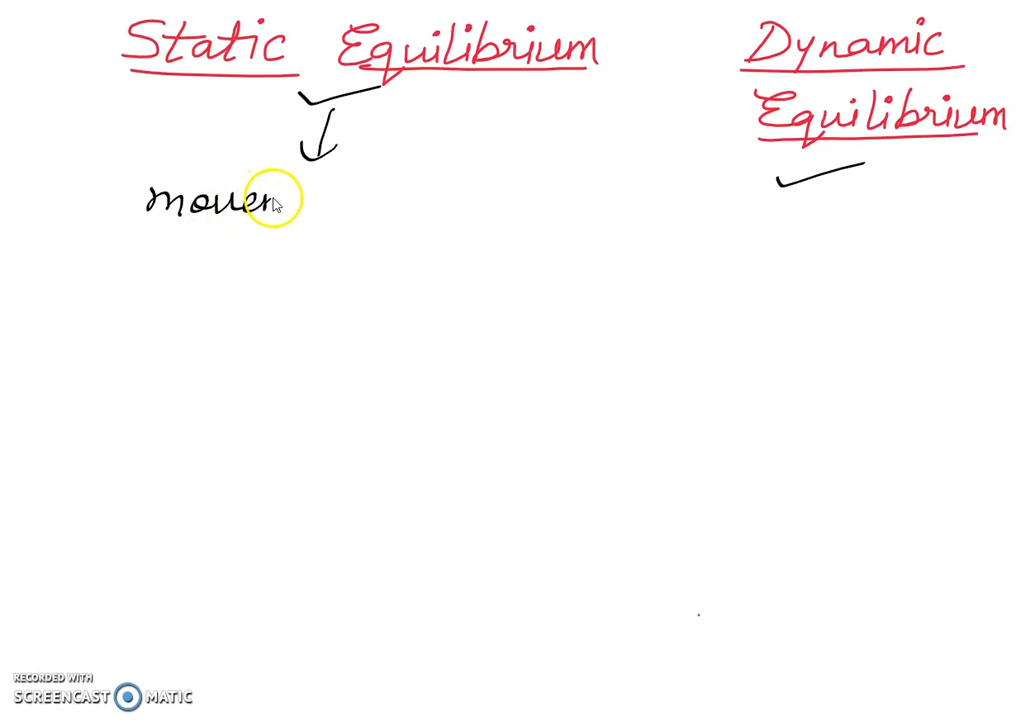 Static Equilibrium
Dynamic
Equilibrium
mover
RECORDED WITH
SCREENCAST MATIC